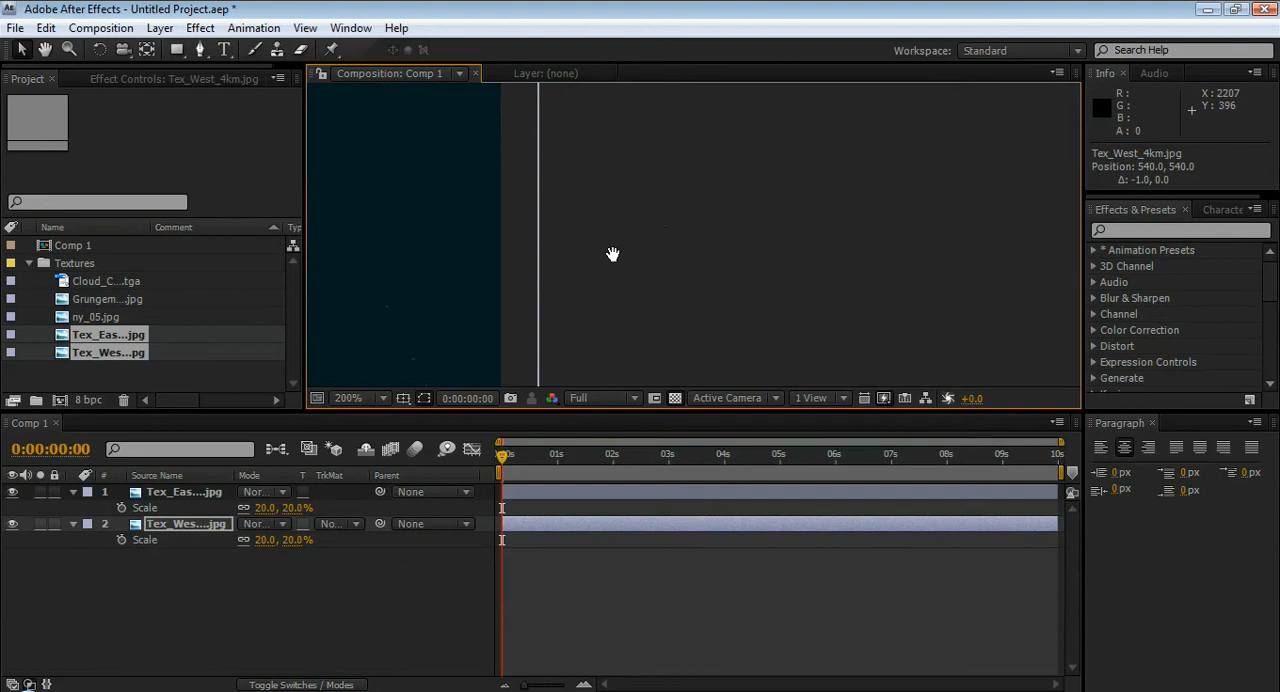 Adobe After Effects - Untitled Project.aep *
File Edit Composition Layer Effect Animation View Window Help
Workspace: Standard Search Help
Project Effect Controls: Tex_West_4km.jpg
Composition: Comp 1 Layer: (none)
Info Audio
R : X : 2207
G : Y : 396
B :
A : 0
Tex_West_4km.jpg
Position: 540.0, 540.0
Δ: -1.0, 0.0
Effects & Presets Characte
* Animation Presets
3D Channel
Audio
Blur & Sharpen
Channel
Color Correction
Distort
Expression Controls
Generate
Name Comment Typ
Comp 1
Textures
Cloud_C....tga
Grungem....jpg
ny_05.jpg
Tex_Eas...jpg
Tex_Wes...pg
8 bpc
200% 0:00:00:00 Full Active Camera 1 View +0.0
Comp 1
0:00:00:00
:00s 01s 02s 03s 04s 05s 06s 07s 08s 09s 10s
# Source Name Mode T TrkMat Parent
1 Tex_Eas....jpg Nor... None
Scale 20.0, 20.0%
2 Tex_Wes....jpg Nor... No... None
Scale 20.0, 20.0%
Toggle Switches / Modes
Paragraph
0 px 0 px 0 px
0 px 0 px